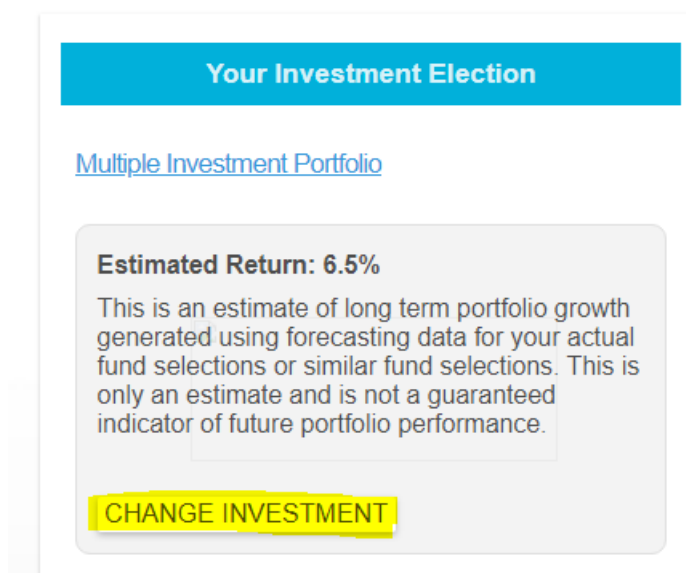 Your Investment Election
Multiple Investment Portfolio
Estimated Return: 6.5%
This is an estimate of long term portfolio growth
generated using forecasting data for your actual
fund selections or similar fund selections. This is
only an estimate and is not a guaranteed
indicator of future portfolio performance.
CHANGE INVESTMENT